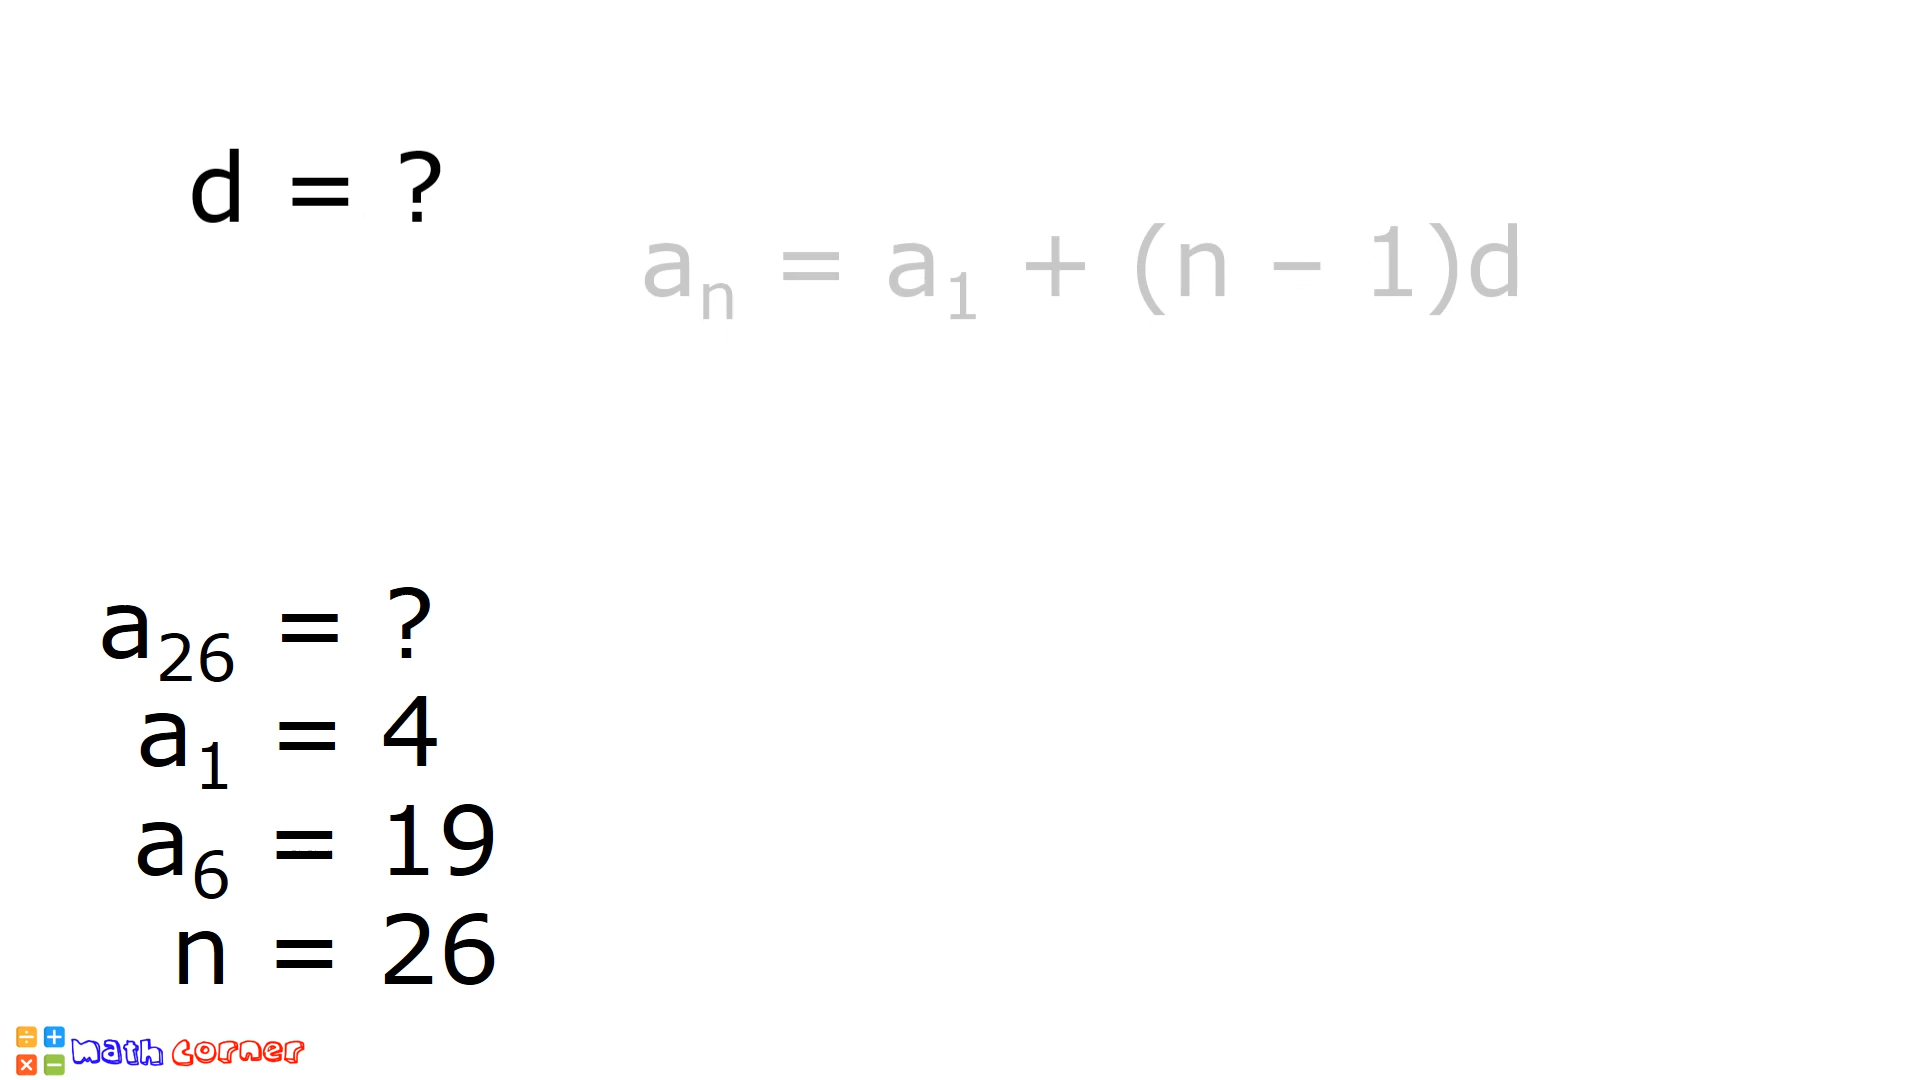 d = ?
aₙ = a₁ + (n – 1)d
a₂₆ = ?
a₁ = 4
a₆ = 19
n = 26
÷ +
× −
Math corner